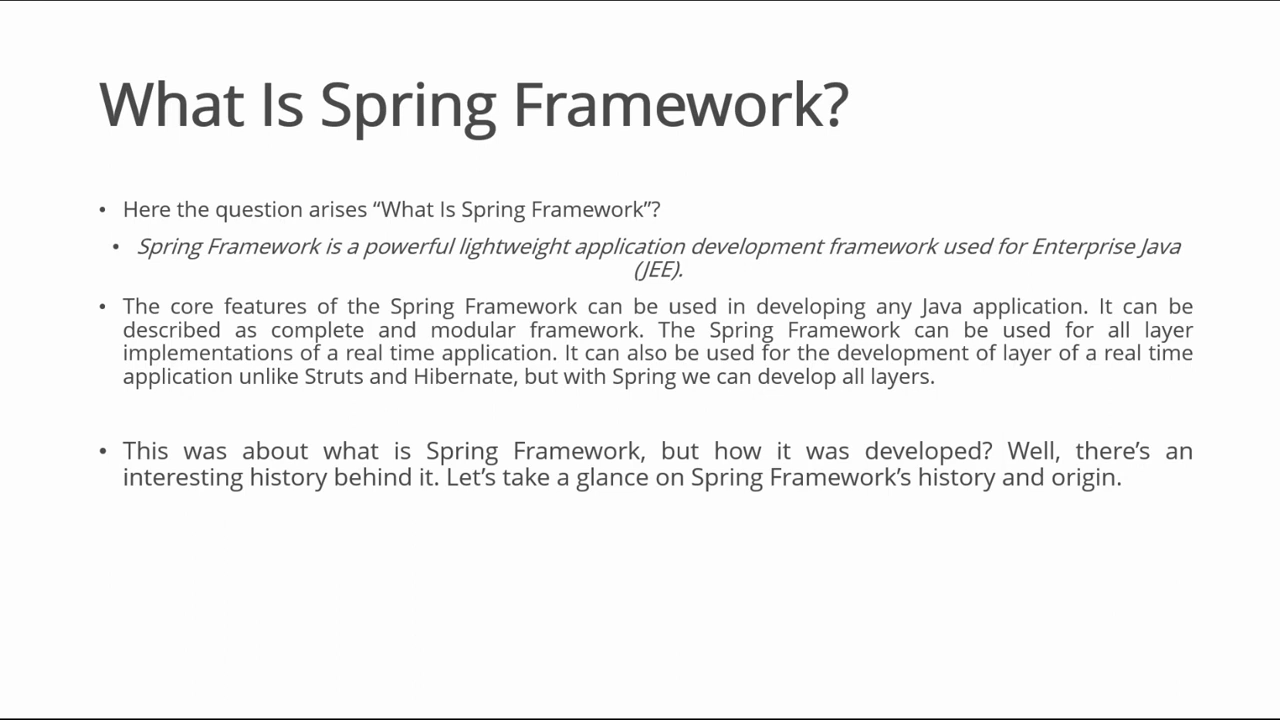 What Is Spring Framework?
• Here the question arises “What Is Spring Framework”?
• Spring Framework is a powerful lightweight application development framework used for Enterprise Java
(JEE).
• The core features of the Spring Framework can be used in developing any Java application. It can be
described as complete and modular framework. The Spring Framework can be used for all layer
implementations of a real time application. It can also be used for the development of layer of a real time
application unlike Struts and Hibernate, but with Spring we can develop all layers.
• This was about what is Spring Framework, but how it was developed? Well, there’s an
interesting history behind it. Let’s take a glance on Spring Framework’s history and origin.